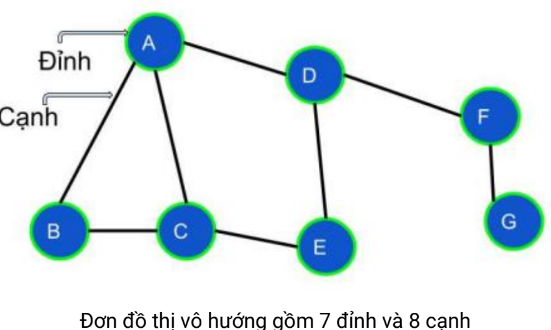 A
Đỉnh
D
Cạnh
F
B
C
G
E
Đơn đồ thị vô hướng gồm 7 đỉnh và 8 cạnh